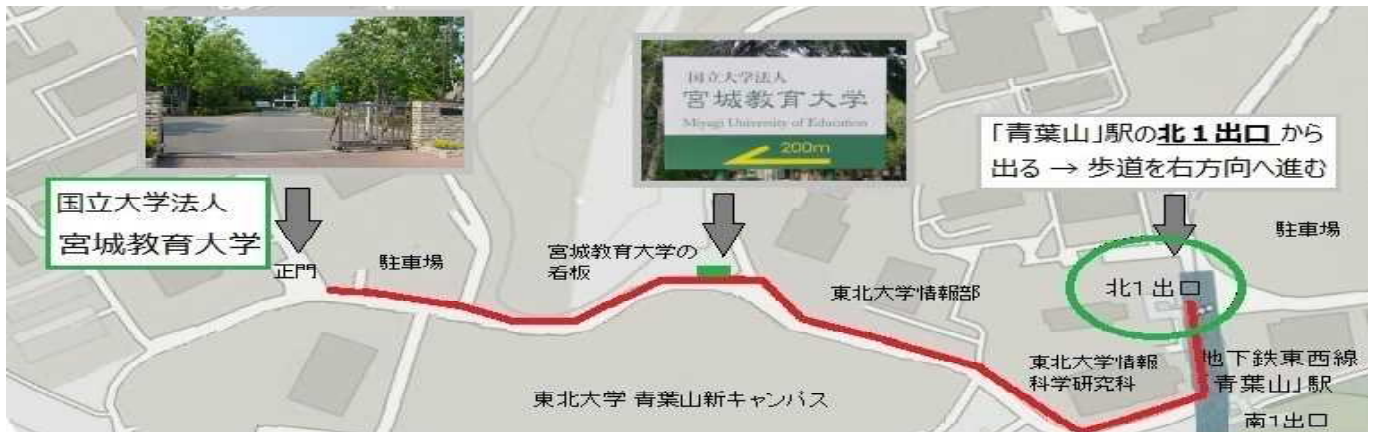 国立大学法人
宮城教育大学
Miyagi University of Education
200m
「青葉山」駅の北1出口 から
出る → 歩道を右方向へ進む
国立大学法人
宮城教育大学
正門
駐車場
宮城教育大学の
看板
東北大学情報部
北1出口
駐車場
東北大学情報
科学研究科
地下鉄東西線
「青葉山」駅
南1出口
東北大学 青葉山新キャンパス